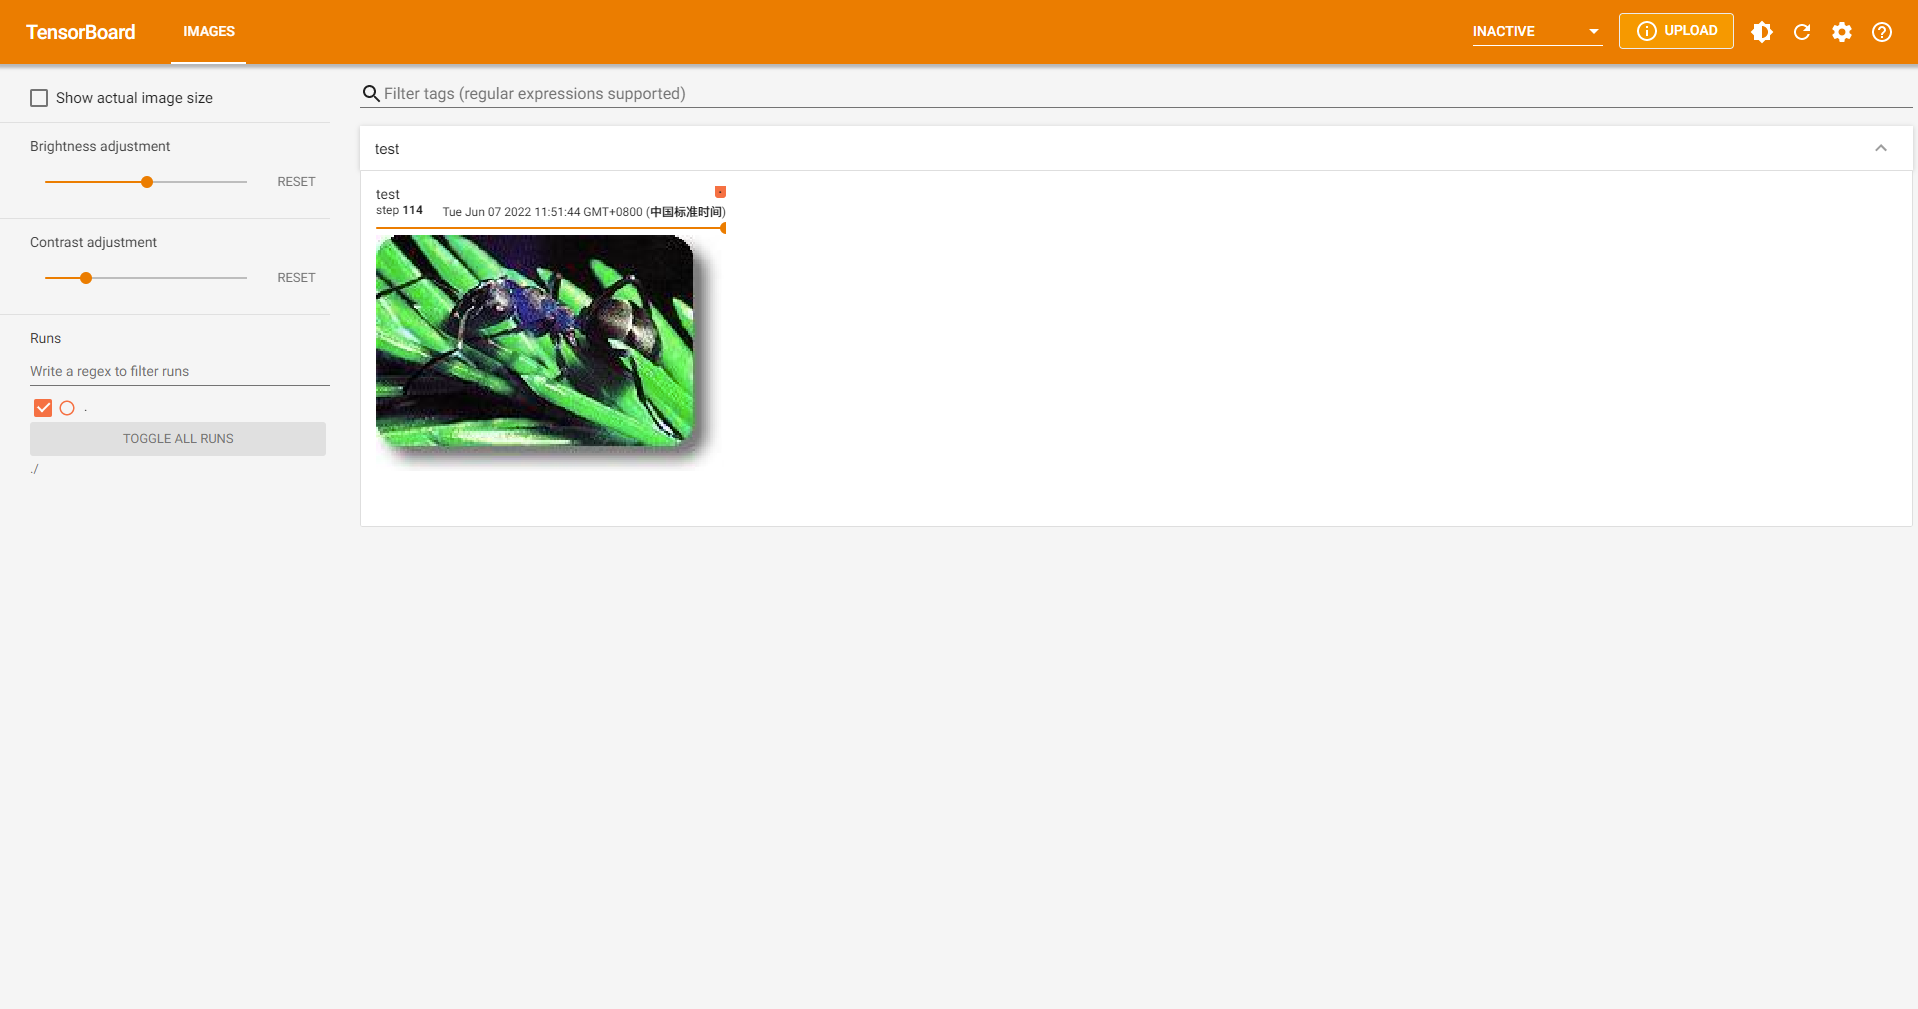 TensorBoard
IMAGES
INACTIVE
UPLOAD
Show actual image size
Brightness adjustment
RESET
Contrast adjustment
RESET
Runs
Write a regex to filter runs
.
TOGGLE ALL RUNS
./
Filter tags (regular expressions supported)
test
test
step 114 Tue Jun 07 2022 11:51:44 GMT+0800 (中国标准时间)